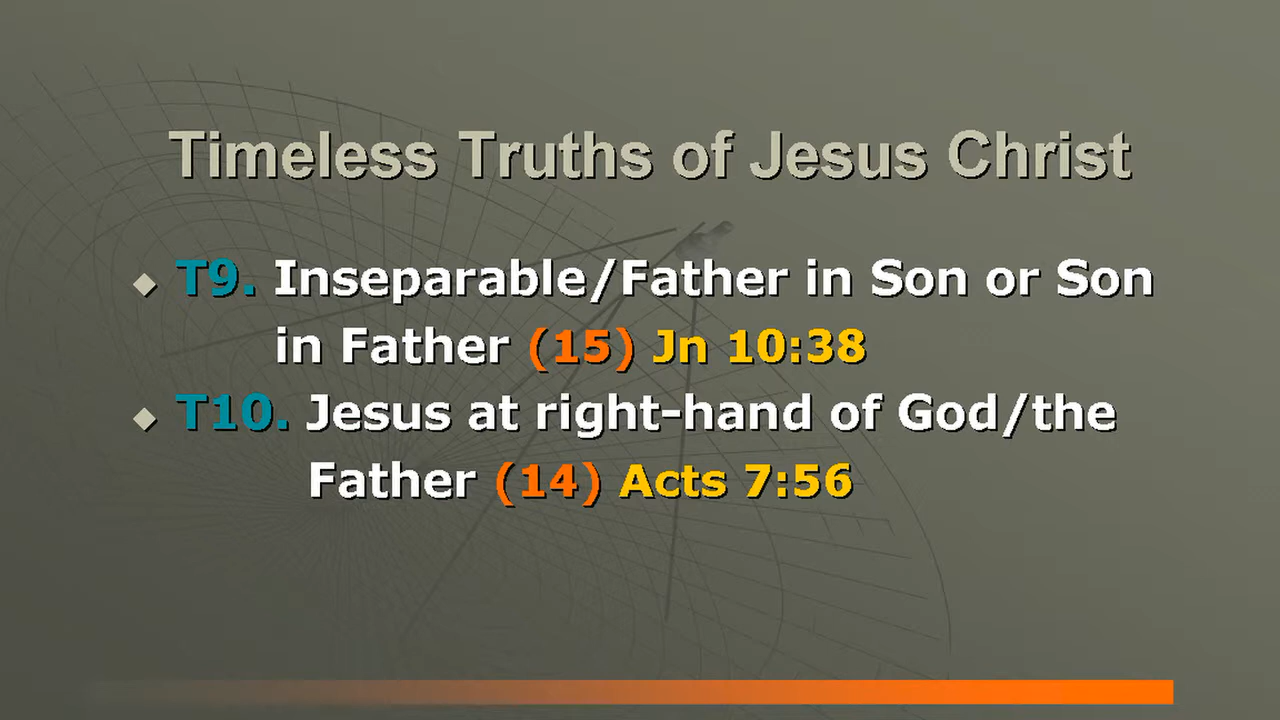 Timeless Truths of Jesus Christ
T9. Inseparable/Father in Son or Son
in Father (15) Jn 10:38
T10. Jesus at right-hand of God/the
Father (14) Acts 7:56